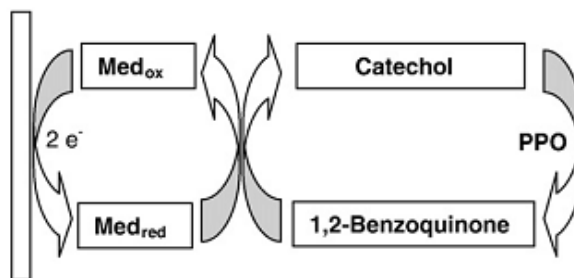 Med_ox
Catechol
2 e⁻
PPO
Med_red
1,2-Benzoquinone